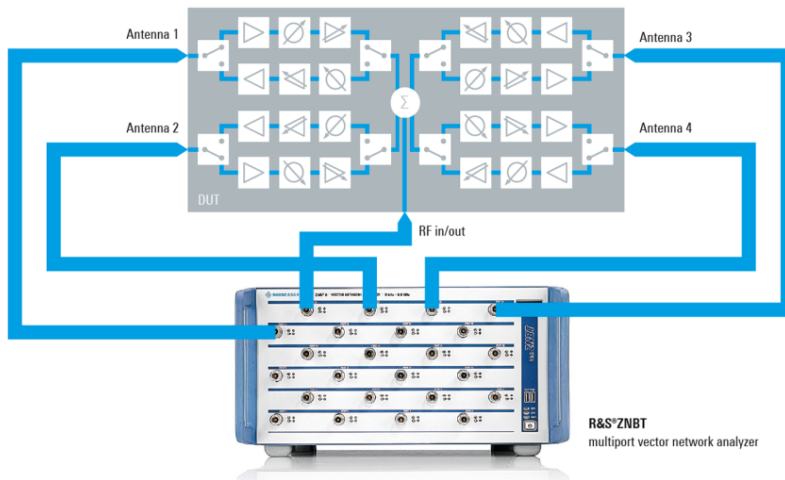 Antenna 1
Antenna 3
Σ
Antenna 2
Antenna 4
DUT
RF in/out
R&S®ZNBT
multiport vector network analyzer